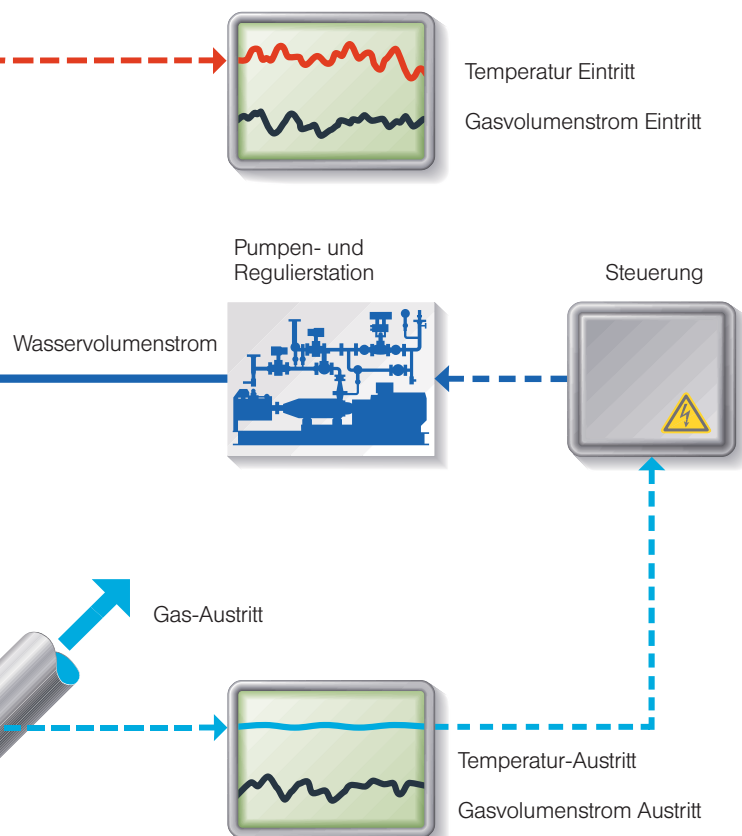 Temperatur Eintritt
Gasvolumenstrom Eintritt
Pumpen- und
Regulierstation
Steuerung
Wasservolumenstrom
Gas-Austritt
Temperatur-Austritt
Gasvolumenstrom Austritt